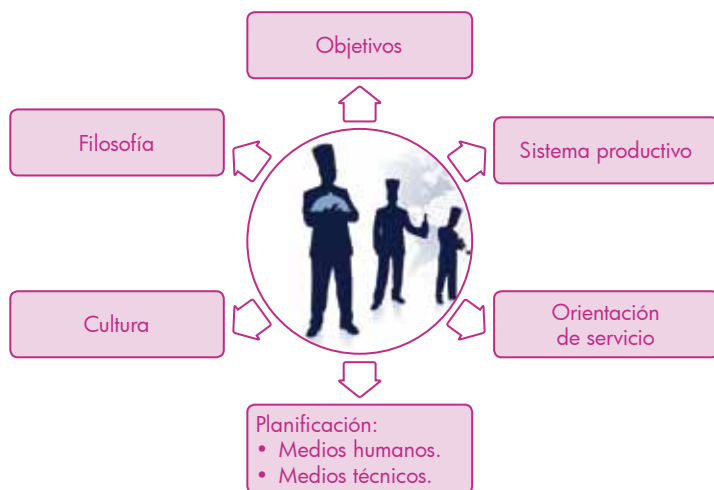 Objetivos
Filosofía
Sistema productivo
Cultura
Orientación
de servicio
Planificación:
• Medios humanos.
• Medios técnicos.